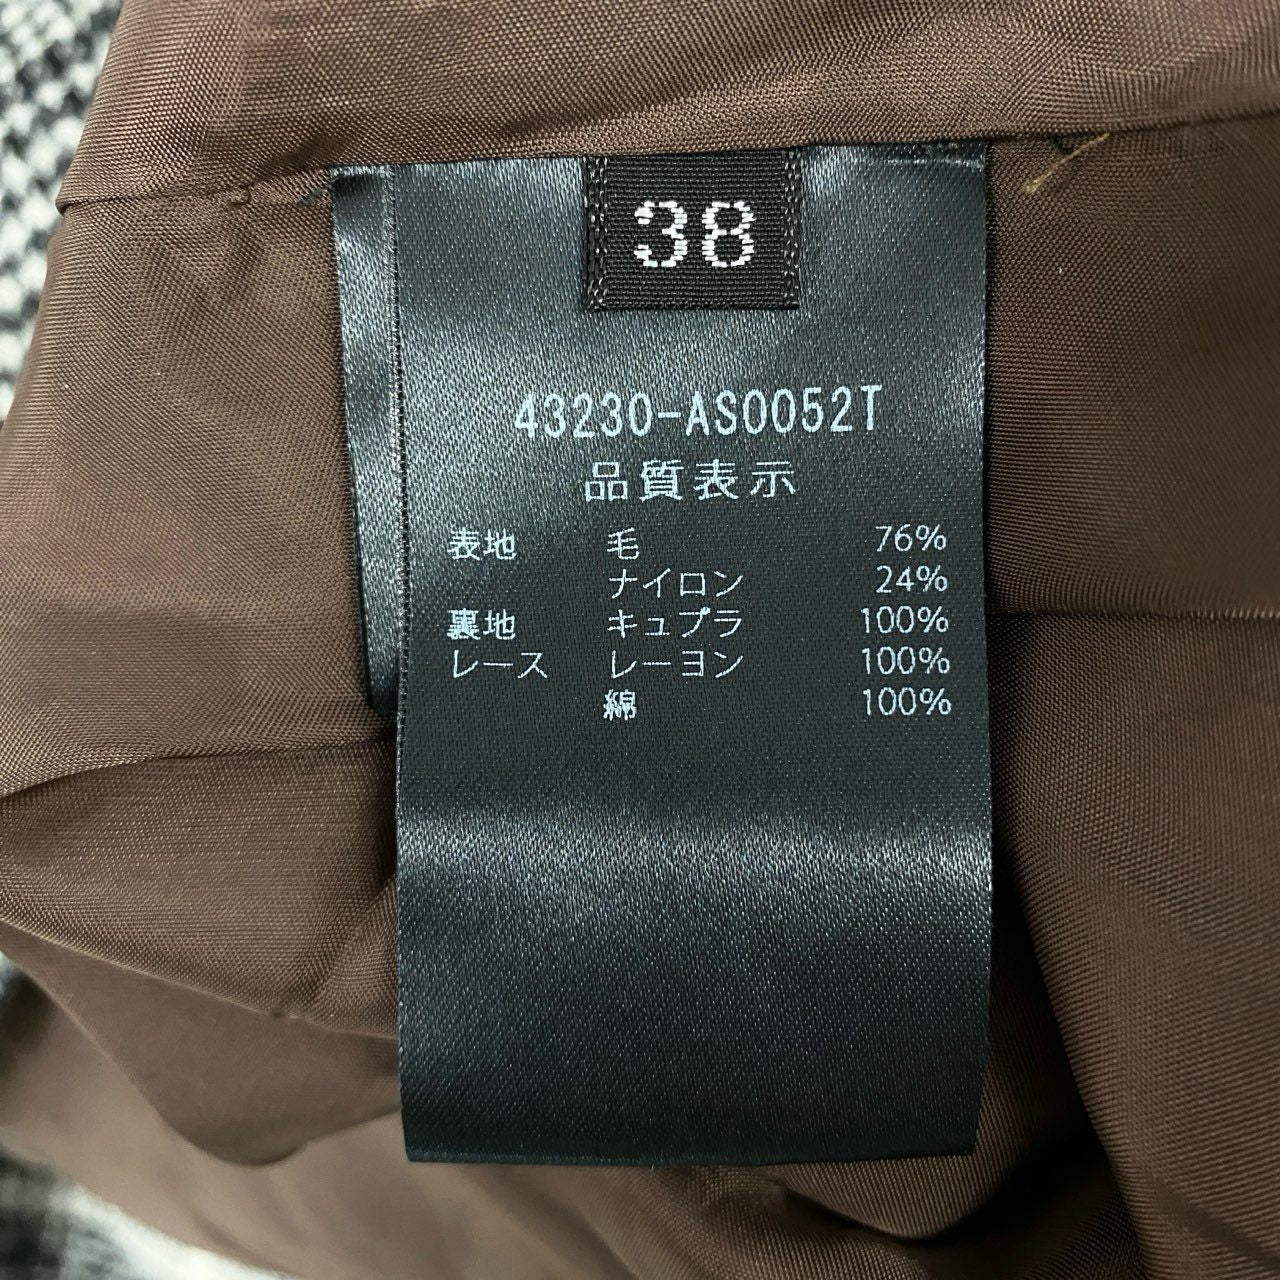 38
43230-AS0052T
品質表示
表地 毛 76%
ナイロン 24%
裏地 キュプラ 100%
レース レーヨン 100%
綿 100%